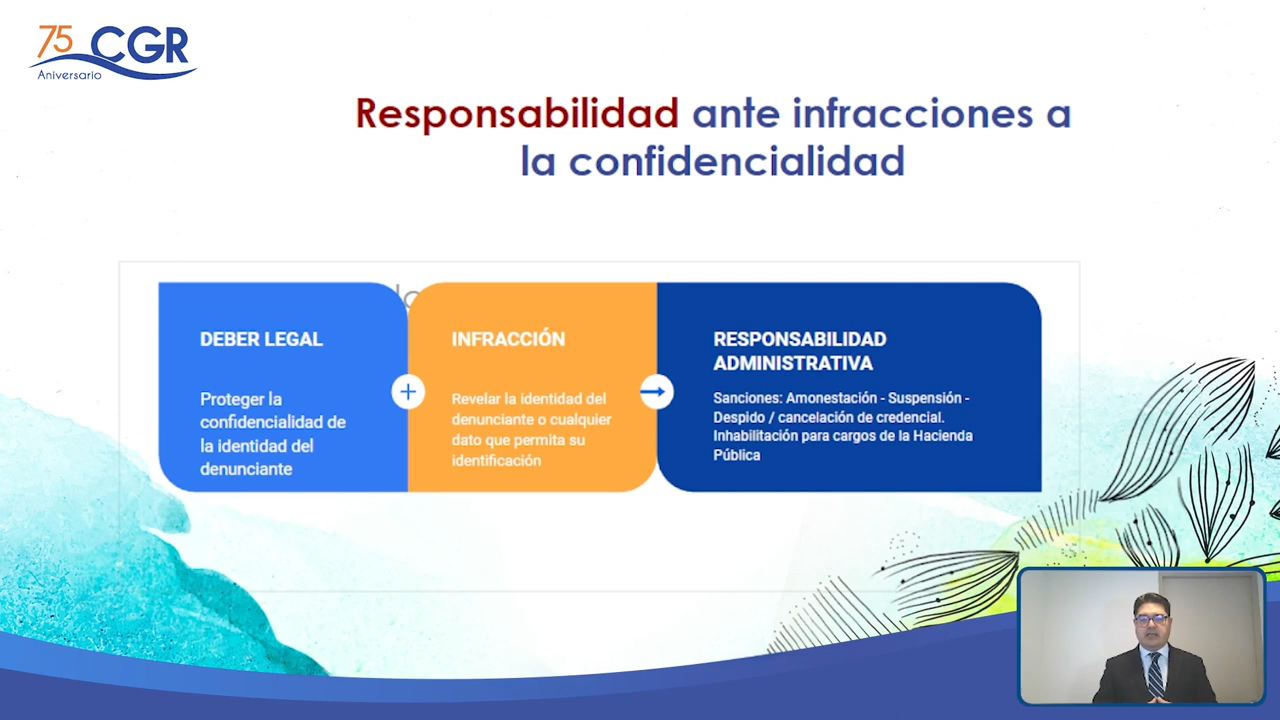 75 CGR
Aniversario
Responsabilidad ante infracciones a
la confidencialidad
DEBER LEGAL
Proteger la
confidencialidad de
la identidad del
denunciante
+
INFRACCIÓN
Revelar la identidad del
denunciante o cualquier
dato que permita su
identificación
RESPONSABILIDAD
ADMINISTRATIVA
Sanciones: Amonestación - Suspensión -
Despido / cancelación de credencial.
Inhabilitación para cargos de la Hacienda
Pública